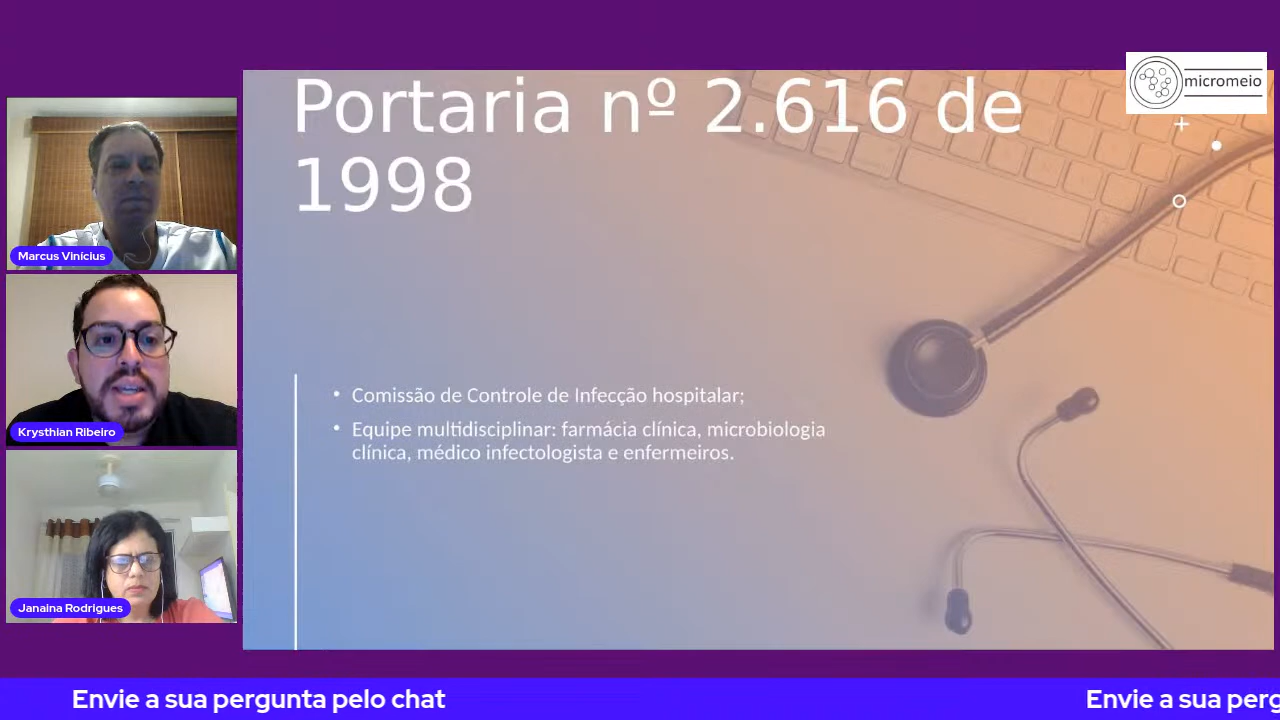 Portaria nº 2.616 de
1998
micromeio
Marcus Vinícius
Krysthian Ribeiro
Janaina Rodrigues
• Comissão de Controle de Infecção hospitalar;
• Equipe multidisciplinar: farmácia clínica, microbiologia
clínica, médico infectologista e enfermeiros.
Envie a sua pergunta pelo chat
Envie a sua perg